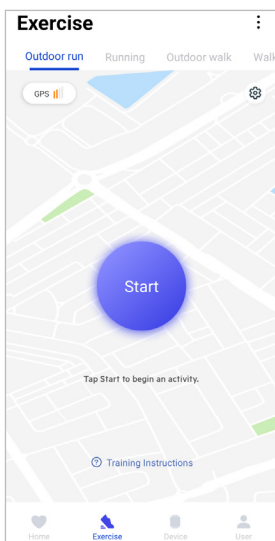 Exercise
Outdoor run Running Outdoor walk Walk
GPS
Start
Tap Start to begin an activity.
Training Instructions
Home Exercise Device User